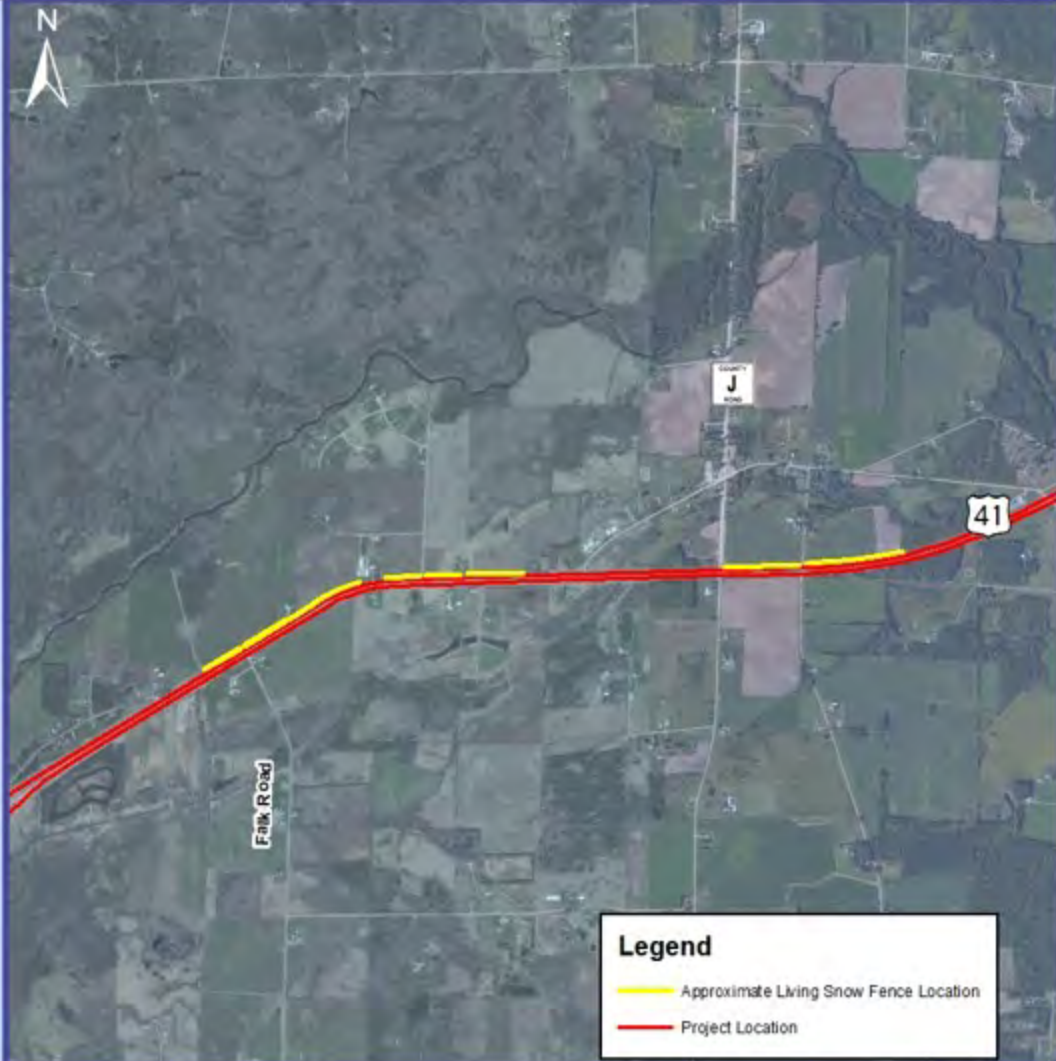 N
COUNTY
J
ROAD
41
Falk Road
Legend
Approximate Living Snow Fence Location
Project Location